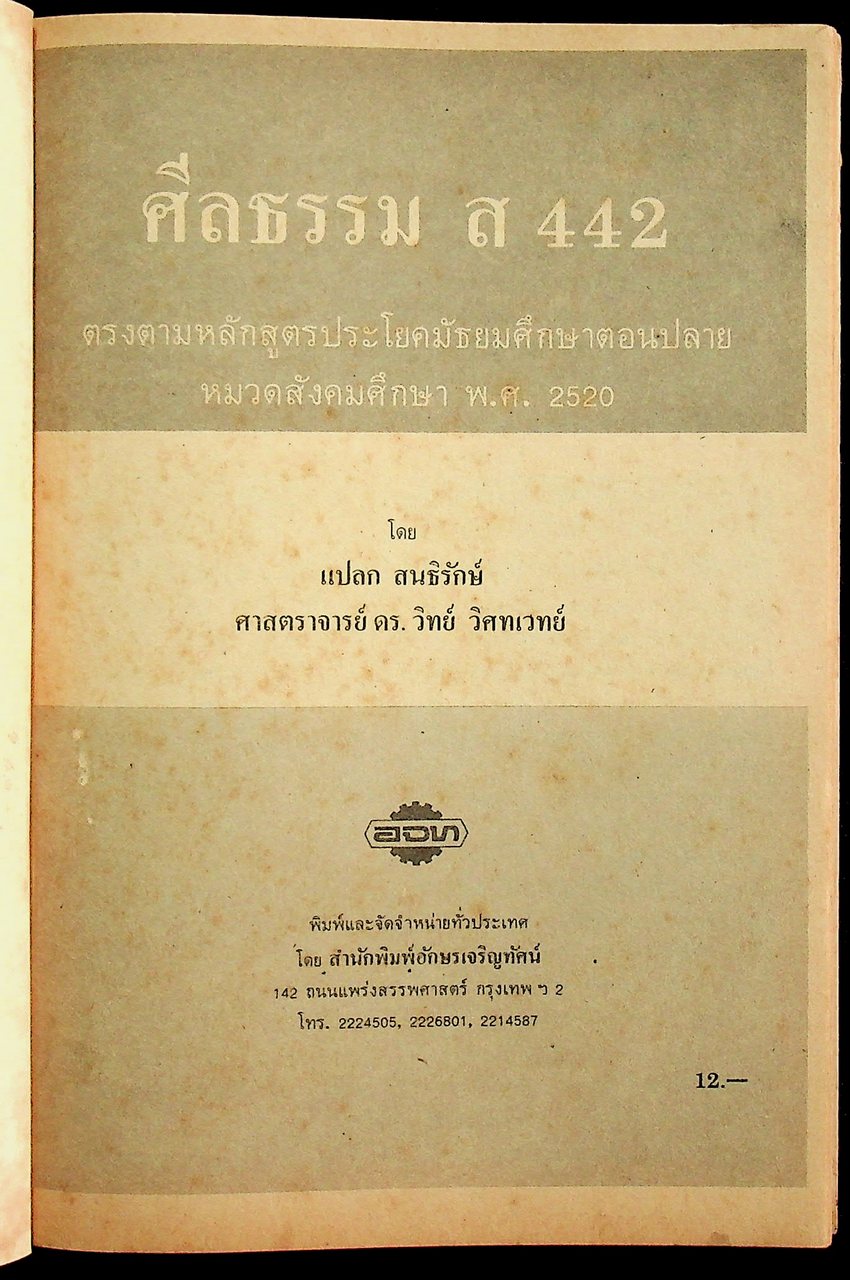 ศีลธรรม ส 442
ตรงตามหลักสูตรประโยคมัธยมศึกษาตอนปลาย
หมวดสังคมศึกษา พ.ศ. 2520
โดย
แปลก สนธิรักษ์
ศาสตราจารย์ ดร. วิทย์ วิศทเวทย์
อจท
พิมพ์และจัดจำหน่ายทั่วประเทศ
โดย สำนักพิมพ์อักษรเจริญทัศน์
142 ถนนแพร่งสรรพศาสตร์ กรุงเทพ ฯ 2
โทร. 2224505, 2226801, 2214587
12.—